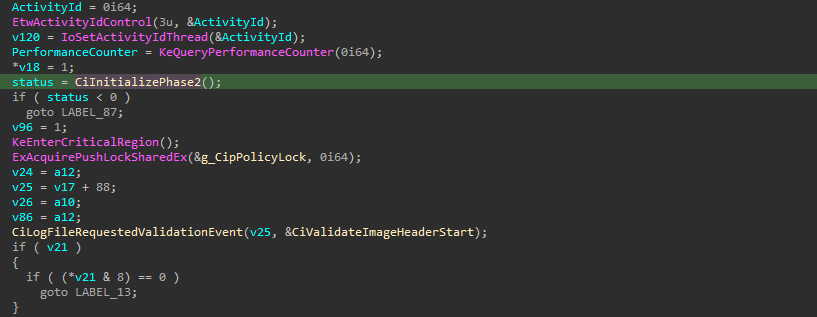 ActivityId = 0i64;
EtwActivityIdControl(3u, &ActivityId);
v120 = IoSetActivityIdThread(&ActivityId);
PerformanceCounter = KeQueryPerformanceCounter(0i64);
*v18 = 1;
status = CiInitializePhase2();
if ( status < 0 )
  goto LABEL_87;
v96 = 1;
KeEnterCriticalRegion();
ExAcquirePushLockSharedEx(&g_CipPolicyLock, 0i64);
v24 = a12;
v25 = v17 + 88;
v26 = a10;
v86 = a12;
CiLogFileRequestedValidationEvent(v25, &CiValidateImageHeaderStart);
if ( v21 )
{
  if ( (*v21 & 8) == 0 )
    goto LABEL_13;
}